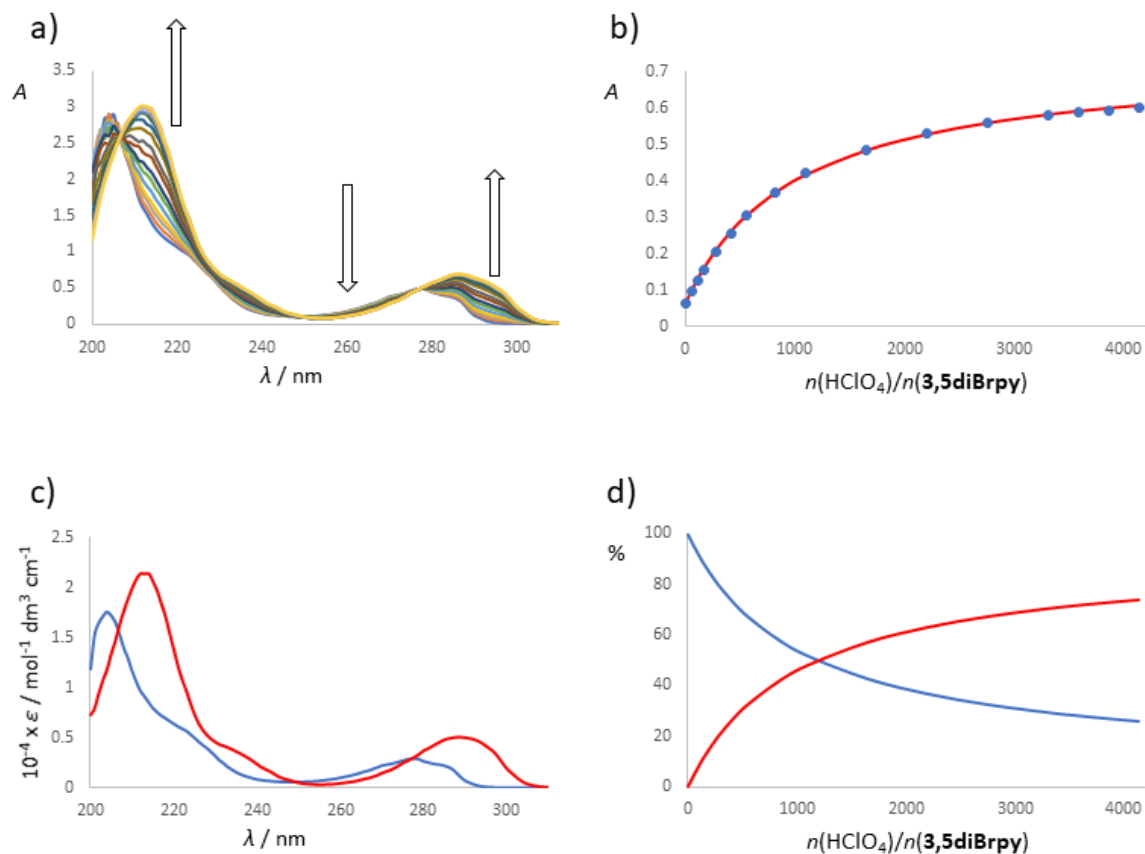 a)
A
3.5
3
2.5
2
1.5
1
0.5
0
200 220 240 260 280 300
λ / nm
b)
A
0.7
0.6
0.5
0.4
0.3
0.2
0.1
0
0 1000 2000 3000 4000
n(HClO₄)/n(3,5diBrpy)
c)
10⁻⁴ x ε / mol⁻¹ dm³ cm⁻¹
2.5
2
1.5
1
0.5
0
200 220 240 260 280 300
λ / nm
d)
%
100
80
60
40
20
0
0 1000 2000 3000 4000
n(HClO₄)/n(3,5diBrpy)